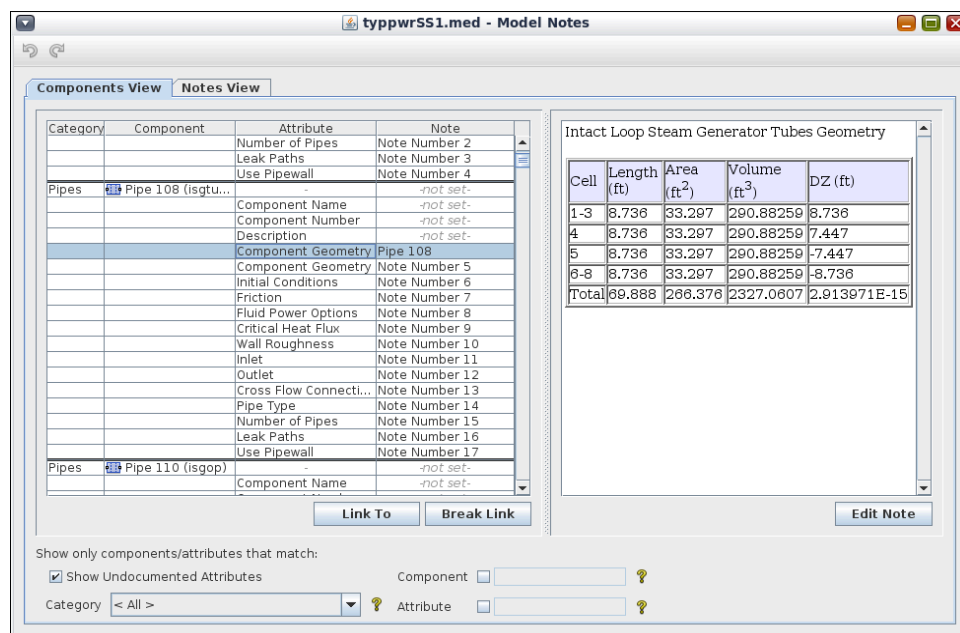 typpwrSS1.med - Model Notes
Components View Notes View
Category Component Attribute Note
Number of Pipes Note Number 2
Leak Paths Note Number 3
Use Pipewall Note Number 4
Pipes Pipe 108 (isgtu... - -not set-
Component Name -not set-
Component Number -not set-
Description -not set-
Component Geometry Pipe 108
Component Geometry Note Number 5
Initial Conditions Note Number 6
Friction Note Number 7
Fluid Power Options Note Number 8
Critical Heat Flux Note Number 9
Wall Roughness Note Number 10
Inlet Note Number 11
Outlet Note Number 12
Cross Flow Connecti... Note Number 13
Pipe Type Note Number 14
Number of Pipes Note Number 15
Leak Paths Note Number 16
Use Pipewall Note Number 17
Pipes Pipe 110 (isgop) - -not set-
Component Name -not set-
Link To Break Link
Intact Loop Steam Generator Tubes Geometry
Cell Length (ft) Area (ft²) Volume (ft³) DZ (ft)
1-3 8.736 33.297 290.88259 8.736
4 8.736 33.297 290.88259 7.447
5 8.736 33.297 290.88259 -7.447
6-8 8.736 33.297 290.88259 -8.736
Total 69.888 266.376 2327.0607 2.913971E-15
Edit Note
Show only components/attributes that match:
Show Undocumented Attributes Component ?
Category < All > ? Attribute ?